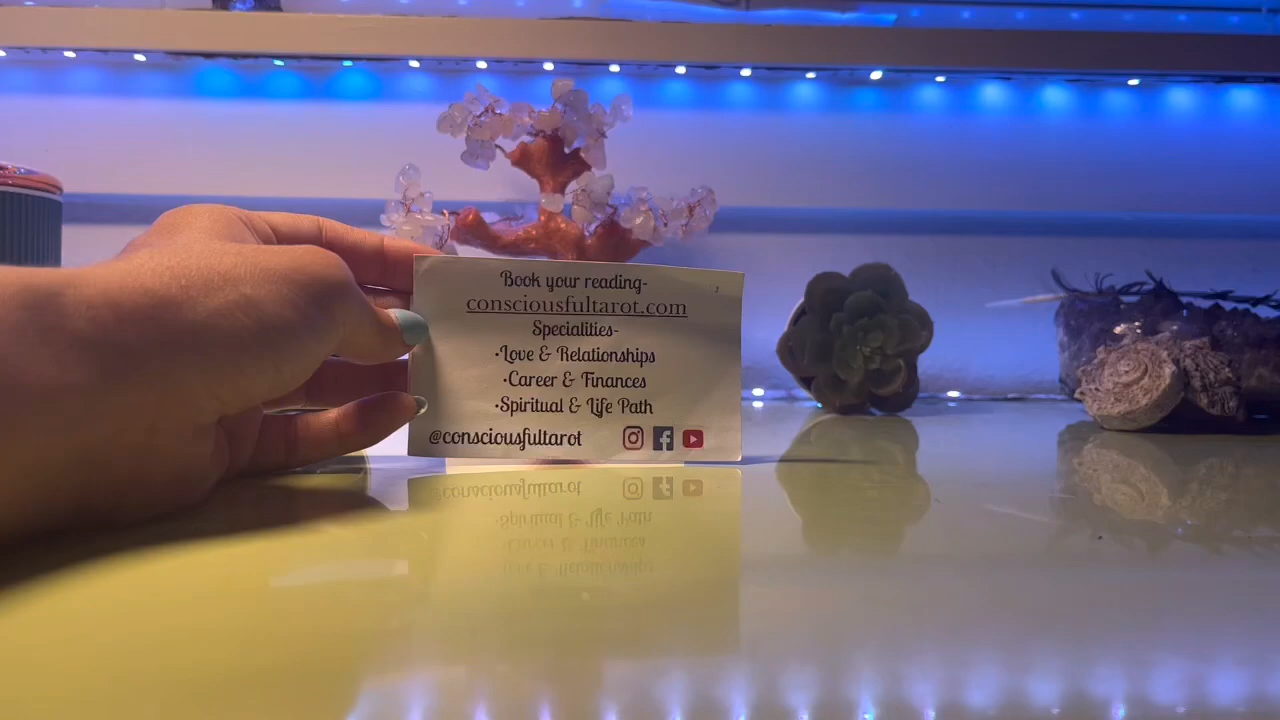 Book your reading-
consciousfultarot.com
Specialities-
·Love & Relationships
·Career & Finances
·Spiritual & Life Path
@consciousfultarot